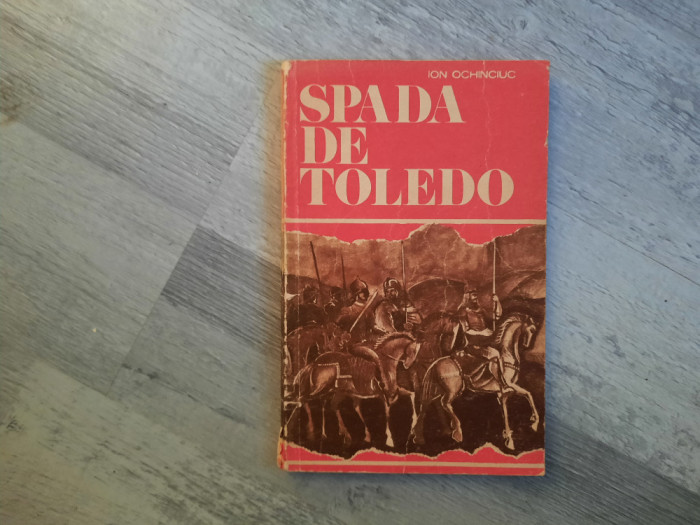 ION OCHINCIUC
SPADA
DE
TOLEDO